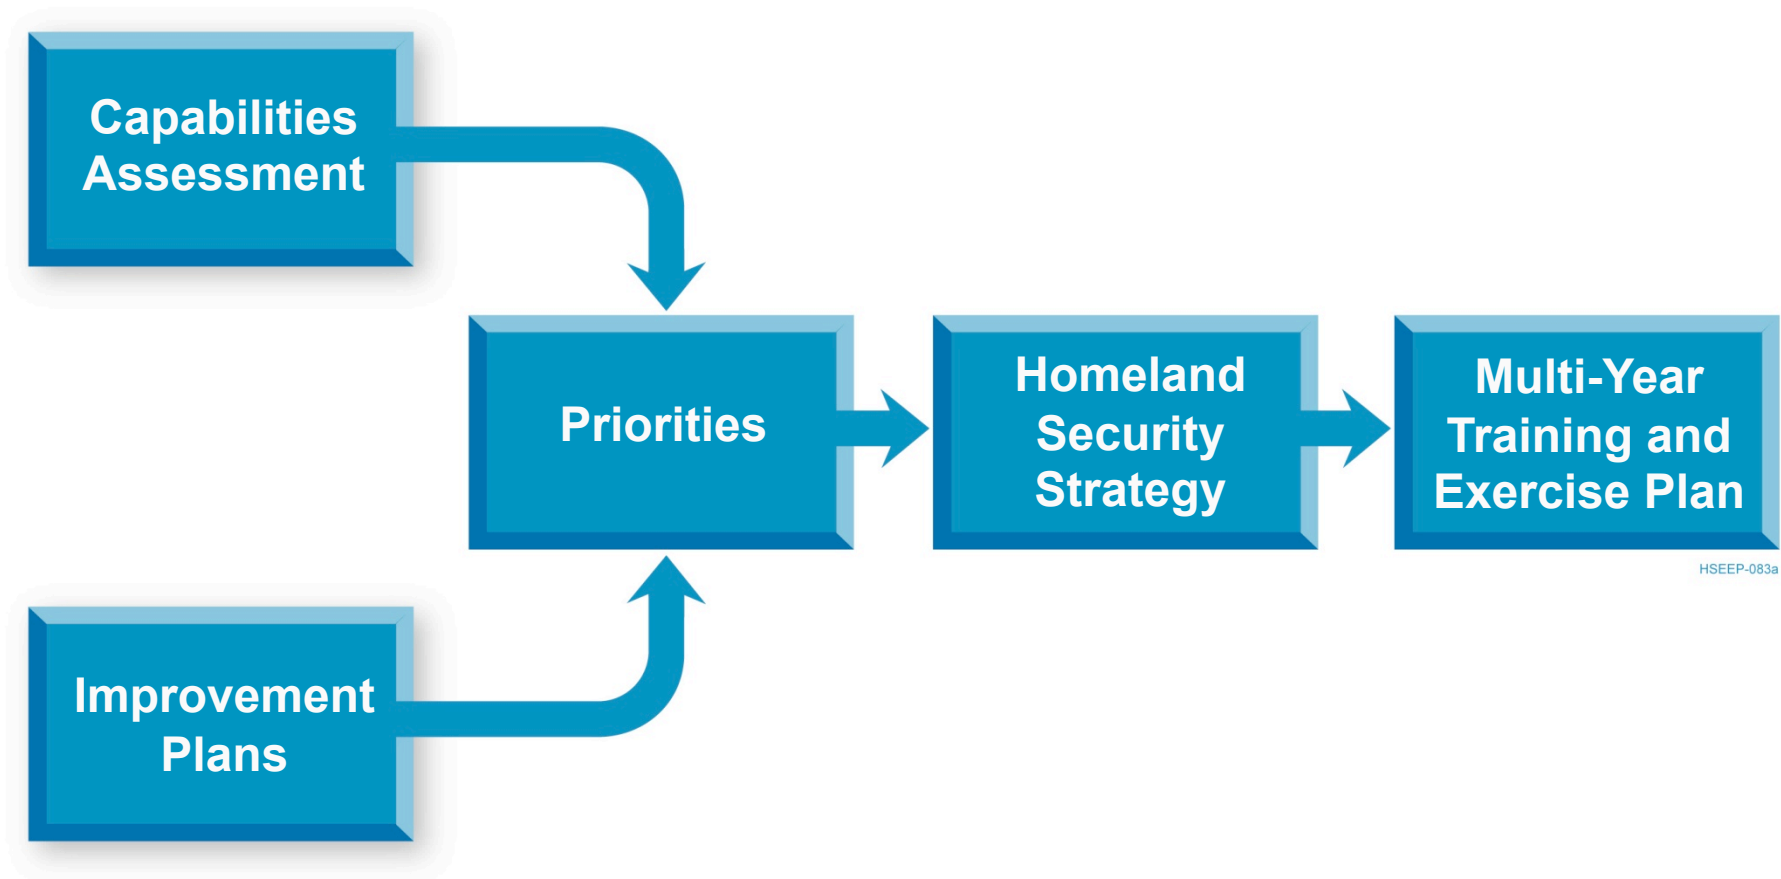 Capabilities
Assessment
Priorities
Homeland
Security
Strategy
Multi-Year
Training and
Exercise Plan
HSEEP-083a
Improvement
Plans